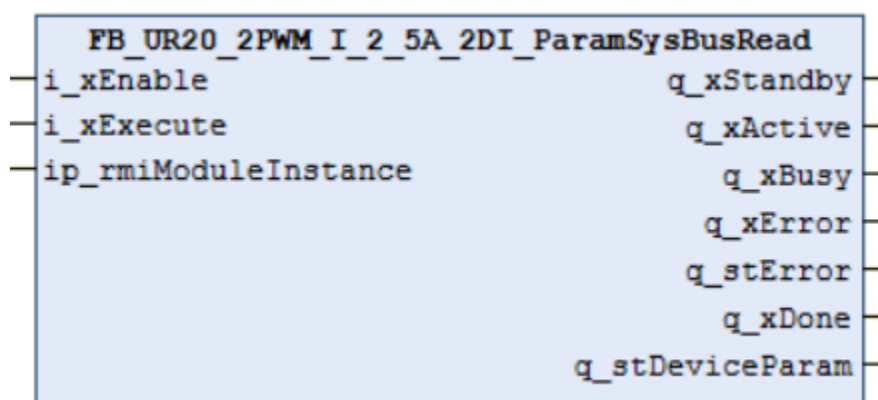 FB_UR20_2PWM_I_2_5A_2DI_ParamSysBusRead
i_xEnable q_xStandby
i_xExecute q_xActive
ip_rmiModuleInstance q_xBusy
q_xError
q_stError
q_xDone
q_stDeviceParam